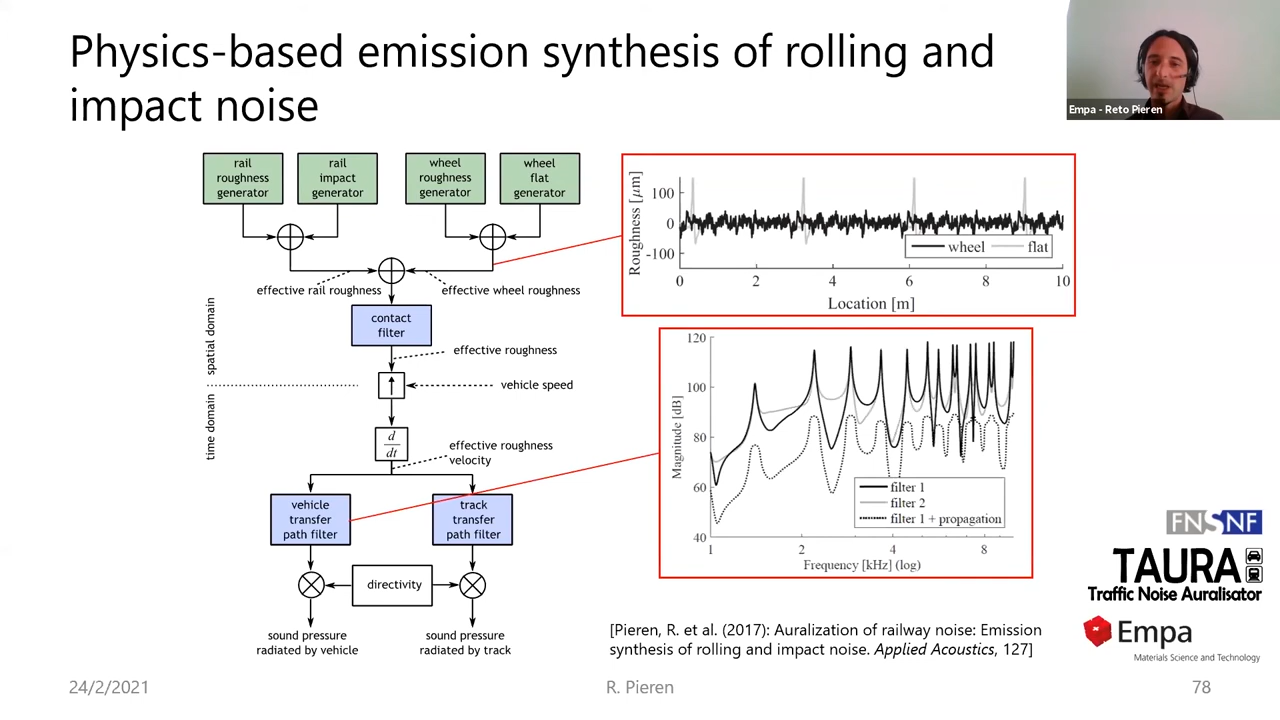 Physics-based emission synthesis of rolling and
impact noise
Empa - Reto Pieren
rail
roughness
generator
rail
impact
generator
wheel
roughness
generator
wheel
flat
generator
effective rail roughness
effective wheel roughness
contact
filter
effective roughness
spatial domain
time domain
vehicle speed
d
dt
effective roughness
velocity
vehicle
transfer
path filter
track
transfer
path filter
directivity
sound pressure
radiated by vehicle
sound pressure
radiated by track
Roughness [μm]
100
0
-100
wheel
flat
0 2 4 6 8 10
Location [m]
Magnitude [dB]
120
100
80
60
40
filter 1
filter 2
filter 1 + propagation
1 2 4 8
Frequency [kHz] (log)
[Pieren, R. et al. (2017): Auralization of railway noise: Emission
synthesis of rolling and impact noise. Applied Acoustics, 127]
FNSNF
TAURA
Traffic Noise Auralisator
Empa
Materials Science and Technology
24/2/2021
R. Pieren
78